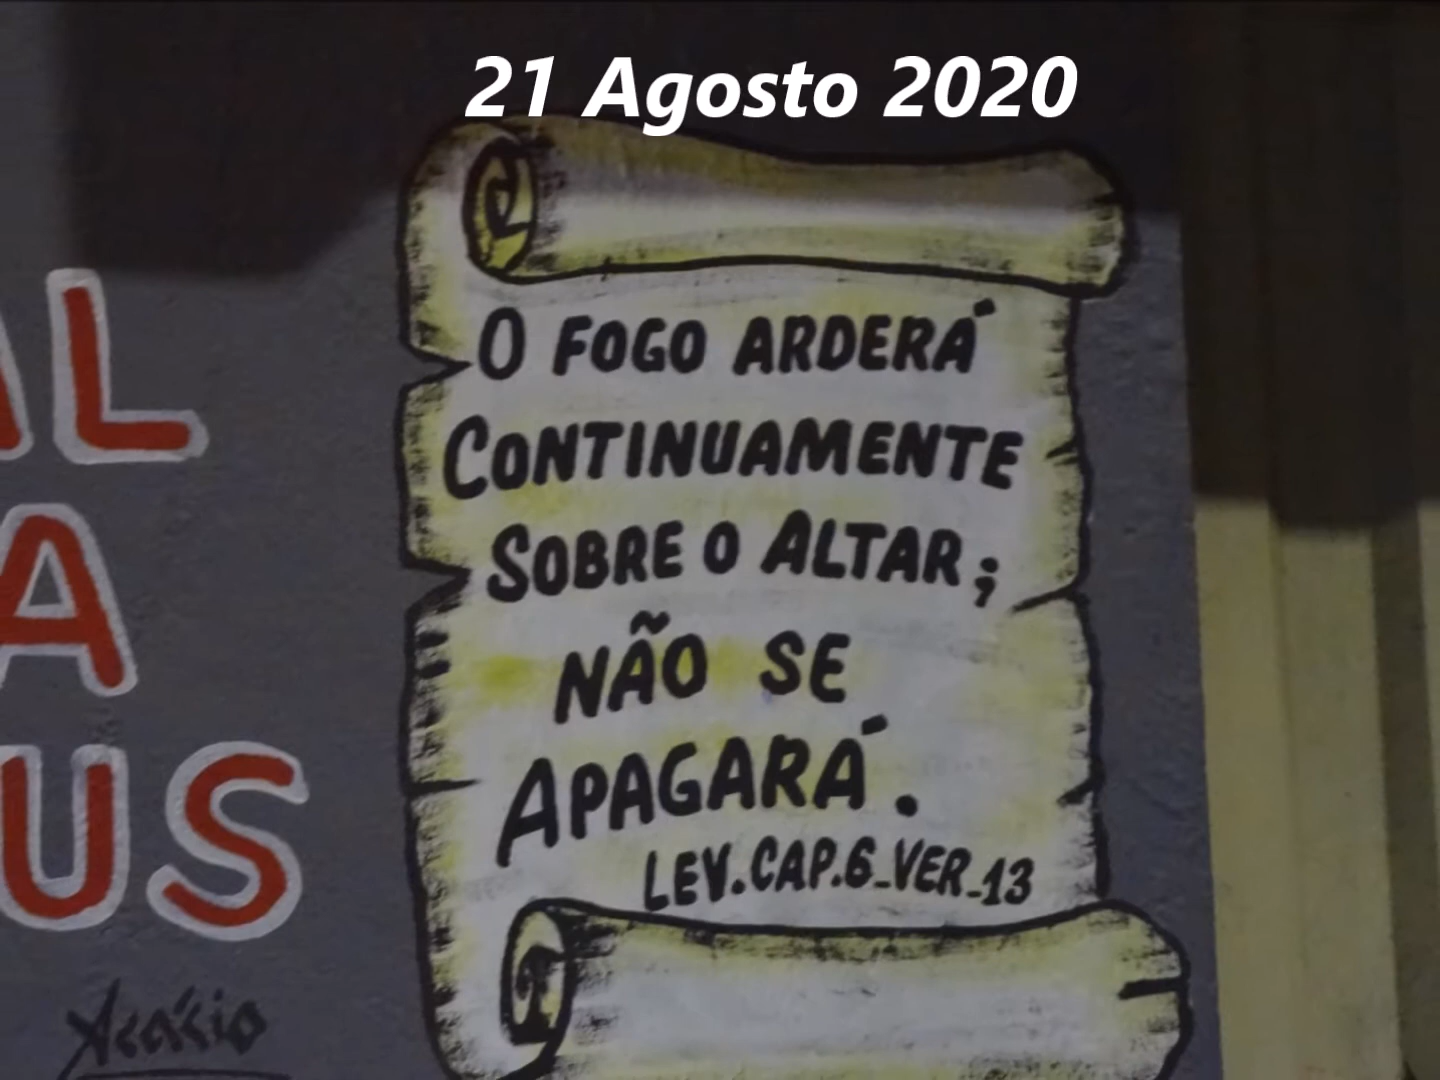 21 Agosto 2020
O FOGO ARDERÁ
CONTINUAMENTE
SOBRE O ALTAR;
NÃO SE
APAGARÁ.
LEV.CAP.6_VER_13
AL
A
US
Acácio